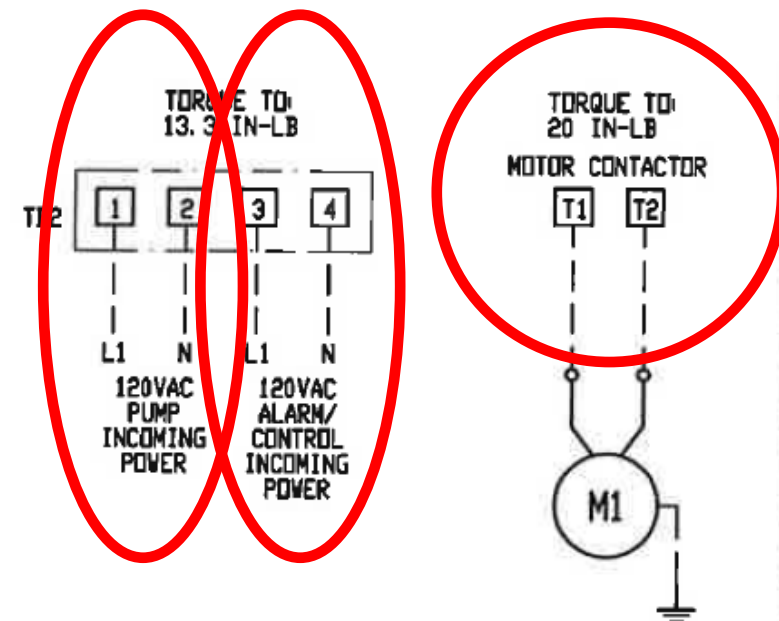 TORQUE TO:
13.3 IN-LB
TB2
1 2 3 4
L1 N L1 N
120VAC
PUMP
INCOMING
POWER
120VAC
ALARM/
CONTROL
INCOMING
POWER
TORQUE TO:
20 IN-LB
MOTOR CONTACTOR
T1 T2
M1